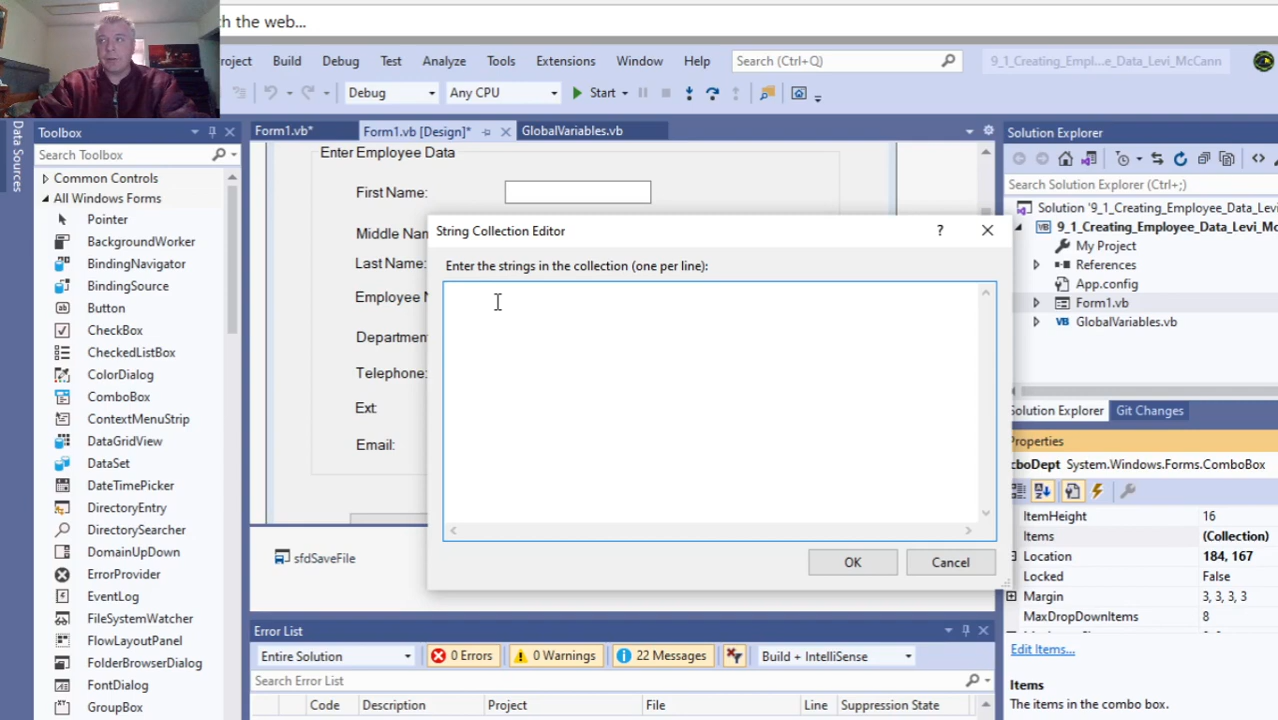 h the web...
roject Build Debug Test Analyze Tools Extensions Window Help Search (Ctrl+Q) 9_1_Creating_Empl...e_Data_Levi_McCann
Debug Any CPU Start
Data Sources
Toolbox
Search Toolbox
Common Controls
All Windows Forms
Pointer
BackgroundWorker
BindingNavigator
BindingSource
Button
CheckBox
CheckedListBox
ColorDialog
ComboBox
ContextMenuStrip
DataGridView
DataSet
DateTimePicker
DirectoryEntry
DirectorySearcher
DomainUpDown
ErrorProvider
EventLog
FileSystemWatcher
FlowLayoutPanel
FolderBrowserDialog
FontDialog
GroupBox
Form1.vb* Form1.vb [Design]* GlobalVariables.vb
Enter Employee Data
First Name:
Middle Nam
Last Name:
Employee N
Department
Telephone:
Ext:
Email:
String Collection Editor
Enter the strings in the collection (one per line):
OK Cancel
sfdSaveFile
Error List
Entire Solution 0 Errors 0 Warnings 22 Messages Build + IntelliSense
Search Error List
Code Description Project File Line Suppression State
Solution Explorer
Search Solution Explorer (Ctrl+;)
Solution '9_1_Creating_Employee_Data_Levi
9_1_Creating_Employee_Data_Levi_M
My Project
References
App.config
Form1.vb
VB GlobalVariables.vb
Solution Explorer Git Changes
Properties
cboDept System.Windows.Forms.ComboBox
ItemHeight 16
Items (Collection)
Location 184, 167
Locked False
Margin 3, 3, 3, 3
MaxDropDownItems 8
Edit Items...
Items
The items in the combo box.